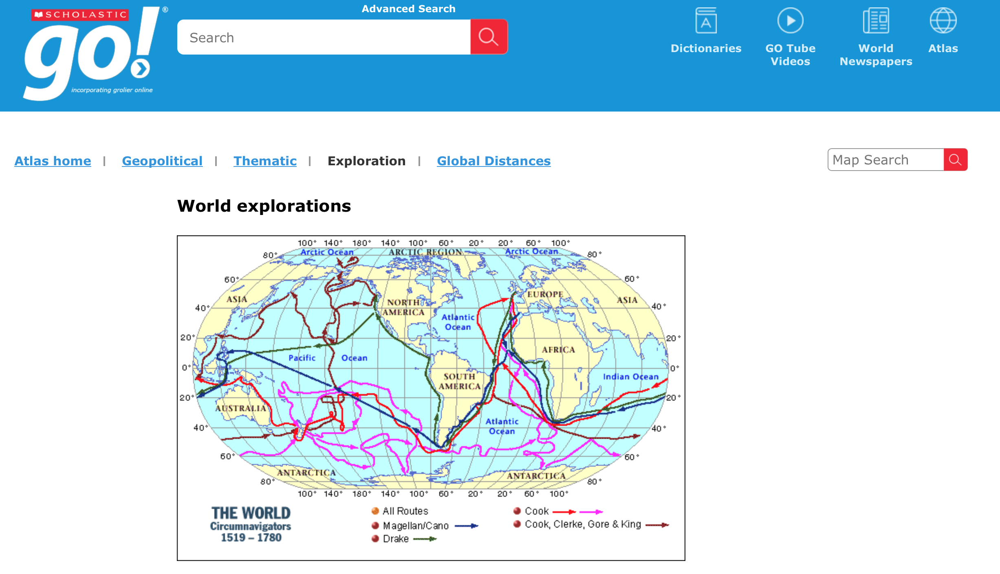 SCHOLASTIC
go!®
incorporating grolier online
Advanced Search
Search
Dictionaries
GO Tube
Videos
World
Newspapers
Atlas
Atlas home | Geopolitical | Thematic | Exploration | Global Distances
Map Search
World explorations
100° 140° 180° 140° 100° 60° 20° 20° 60° 100°
Arctic Ocean ARCTIC REGION Arctic Ocean
80° 80°
60° 60°
ASIA EUROPE ASIA
NORTH
AMERICA
40° 40°
Atlantic
Ocean
20° 20°
AFRICA
Pacific Ocean
0° 0°
SOUTH
AMERICA
Indian Ocean
20° 20°
AUSTRALIA
Atlantic
Ocean
40° 40°
60° 60°
ANTARCTICA ANTARCTICA
80° 80°
100° 140° 180° 140° 100° 60° 20° 20° 60° 100°
THE WORLD
Circumnavigators
1519 – 1780
All Routes
Magellan/Cano
Drake
Cook
Cook, Clerke, Gore & King